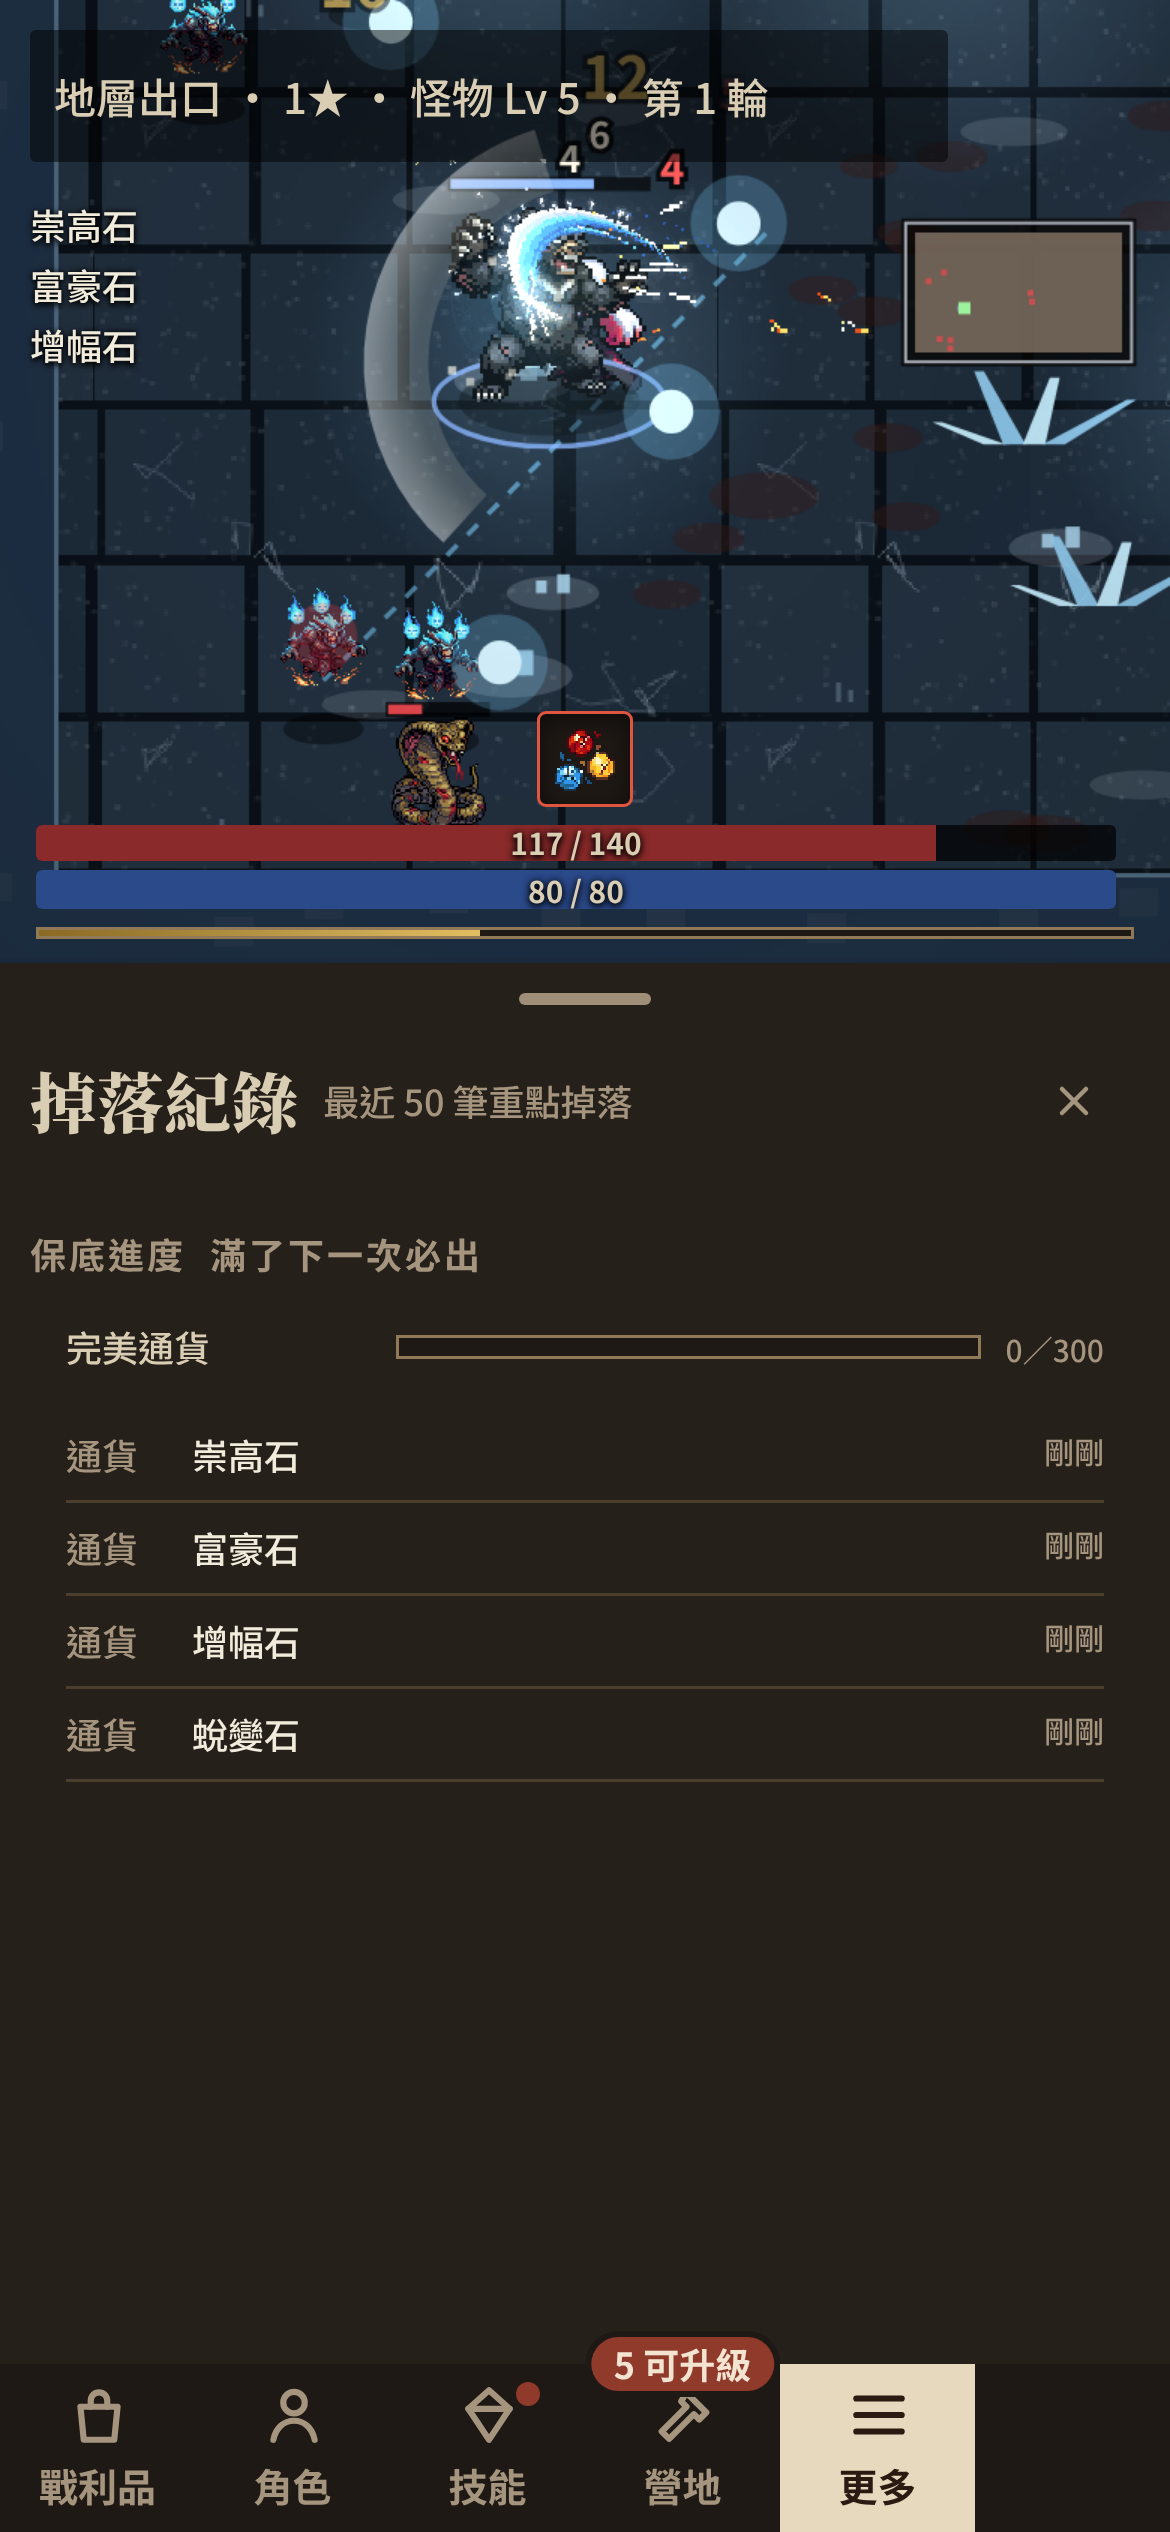 地層出口 · 1★ · 怪物 Lv 5 · 第 1 輪
12
6
4
4
崇高石
富豪石
增幅石
117 / 140
80 / 80
掉落紀錄 最近 50 筆重點掉落
保底進度 滿了下一次必出
完美通貨 0／300
通貨 崇高石 剛剛
通貨 富豪石 剛剛
通貨 增幅石 剛剛
通貨 蛻變石 剛剛
5 可升級
戰利品 角色 技能 營地 更多